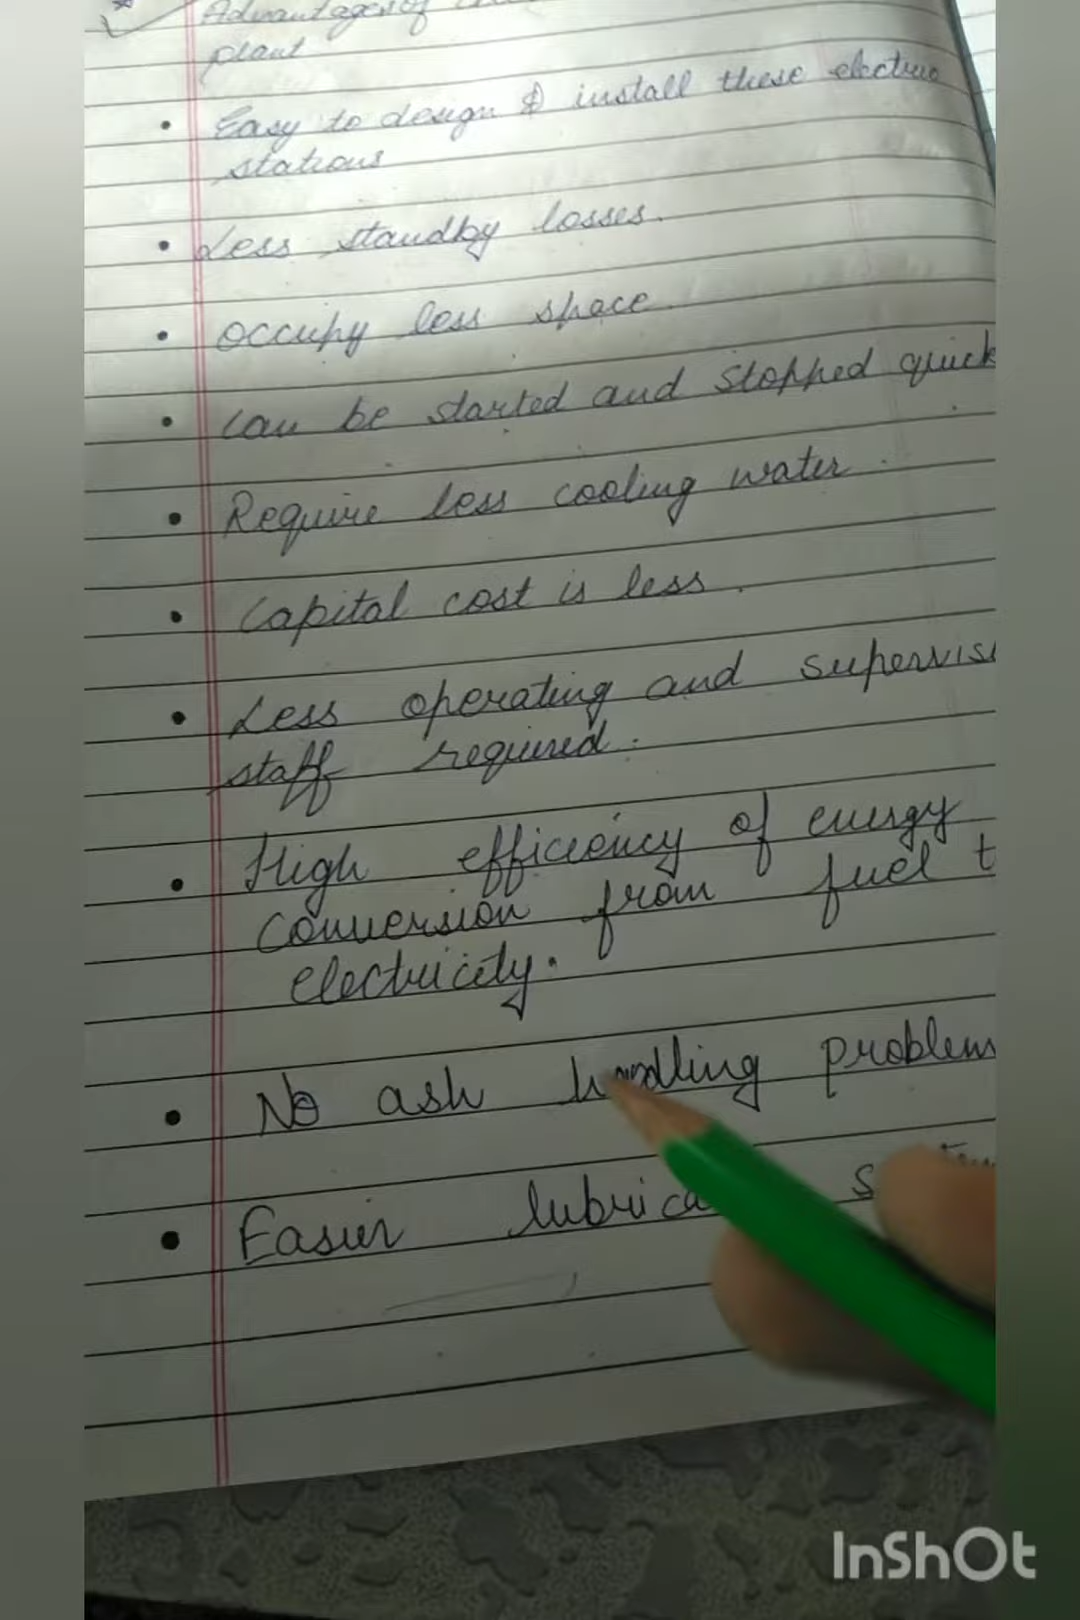 Advantages of
plant
• Easy to design & install these electric
stations
• Less standby losses.
• Occupy less space.
• Can be started and stopped quick
• Require less cooling water.
• Capital cost is less.
• Less operating and supervis
staff required.
• High efficiency of energy
conversion from fuel t
electricity.
• No ash handling problem
• Easier lubrica
InShOt